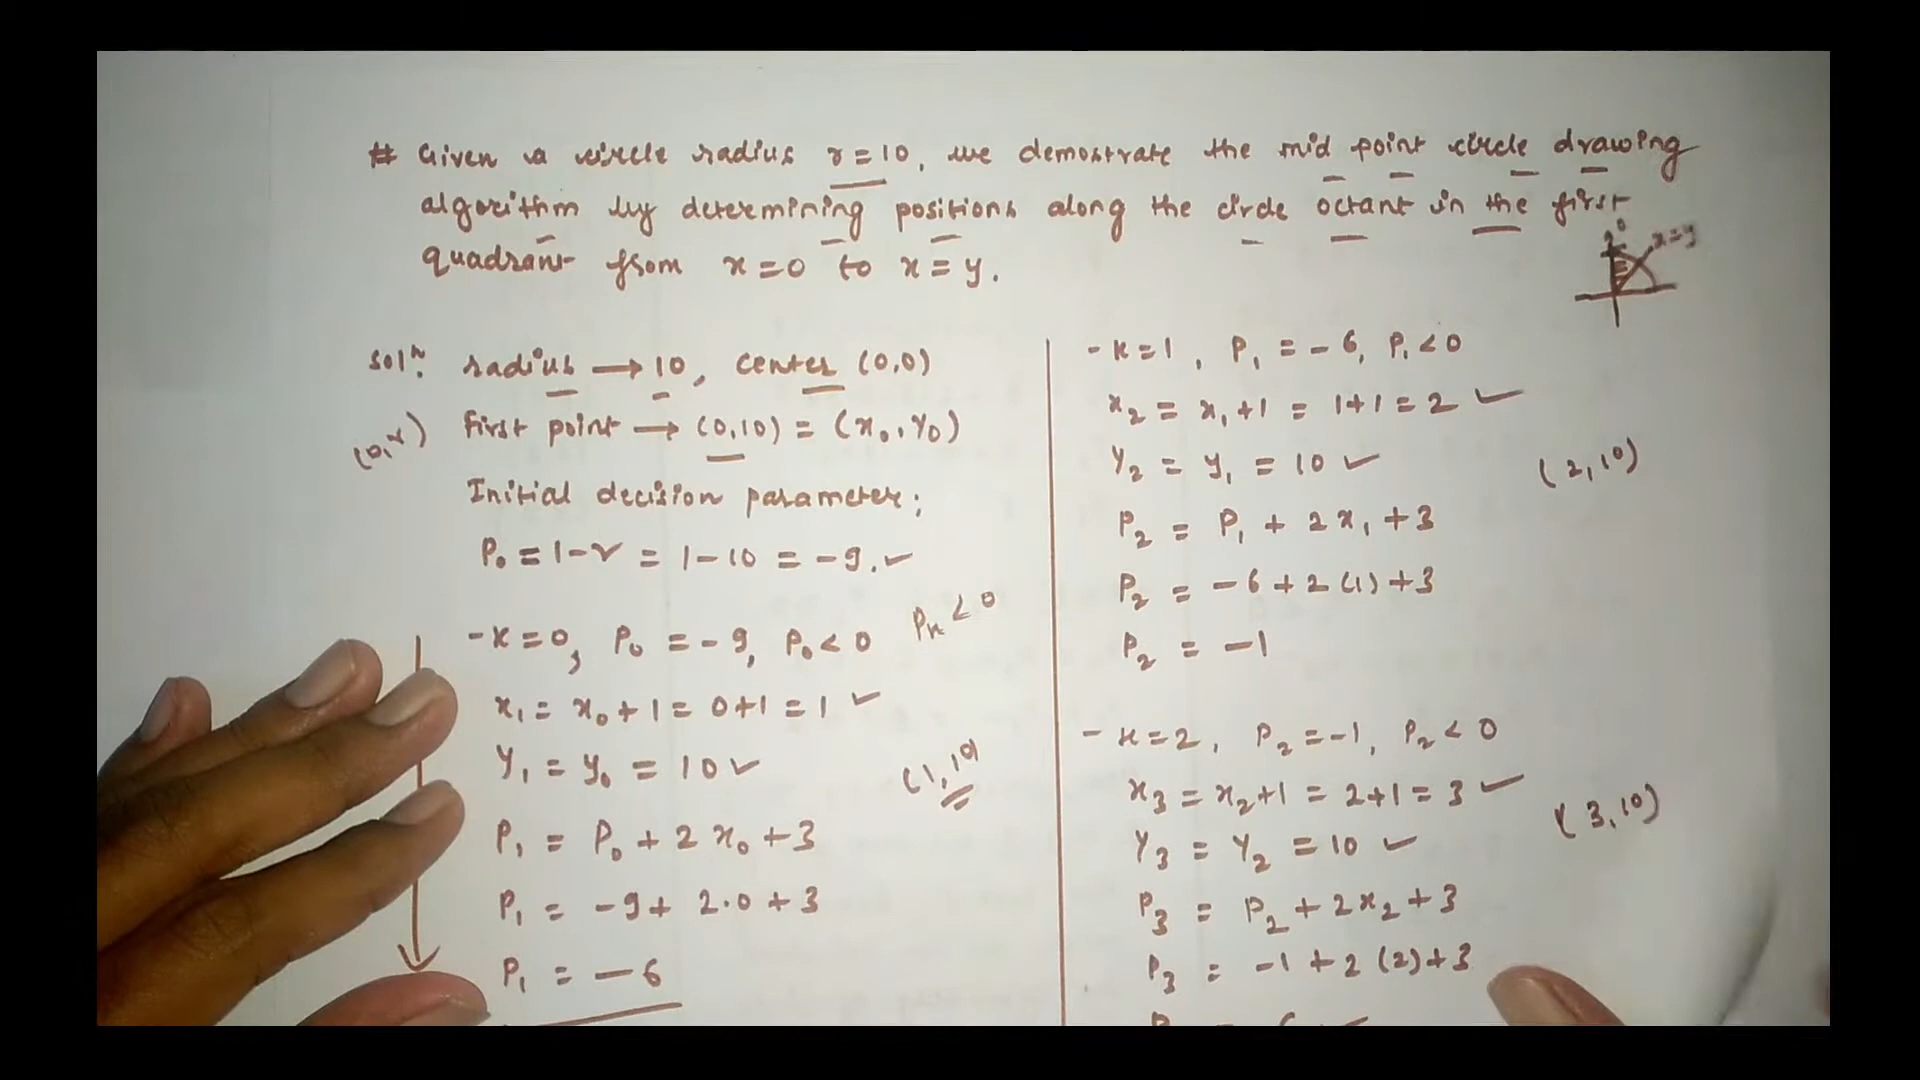 # Given a circle radius r = 10, we demostrate the mid point circle drawing
algorithm by determining positions along the circle octant in the first
quadrant from x = 0 to x = y.
0
x=y
Soln: radius → 10, center (0,0)
(0,r) first point → (0,10) = (x0, y0)
Initial decision parameter;
P0 = 1-r = 1-10 = -9. ✓
- K = 0, P0 = -9, P0 < 0 Pk < 0
x1 = x0 + 1 = 0+1 = 1 ✓
y1 = y0 = 10 ✓
(1,10)
P1 = P0 + 2x0 + 3
P1 = -9 + 2·0 + 3
P1 = -6
- K = 1, P1 = -6, P1 < 0
x2 = x1+1 = 1+1 = 2 ✓
y2 = y1 = 10 ✓ (2,10)
P2 = P1 + 2x1 + 3
P2 = -6 + 2(1) + 3
P2 = -1
- K = 2, P2 = -1, P2 < 0
x3 = x2+1 = 2+1 = 3 ✓
(3,10)
y3 = y2 = 10 ✓
P3 = P2 + 2x2 + 3
P3 = -1 + 2(2)+3